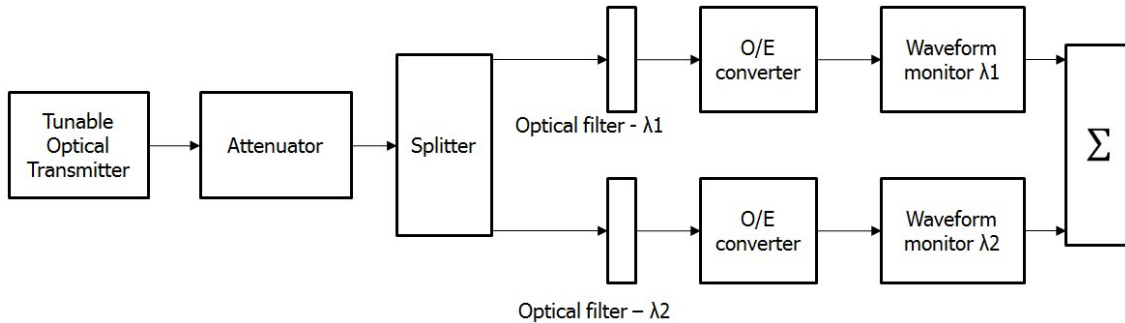 Tunable
Optical
Transmitter
Attenuator
Splitter
Optical filter - λ1
O/E
converter
Waveform
monitor λ1
Optical filter – λ2
O/E
converter
Waveform
monitor λ2
Σ